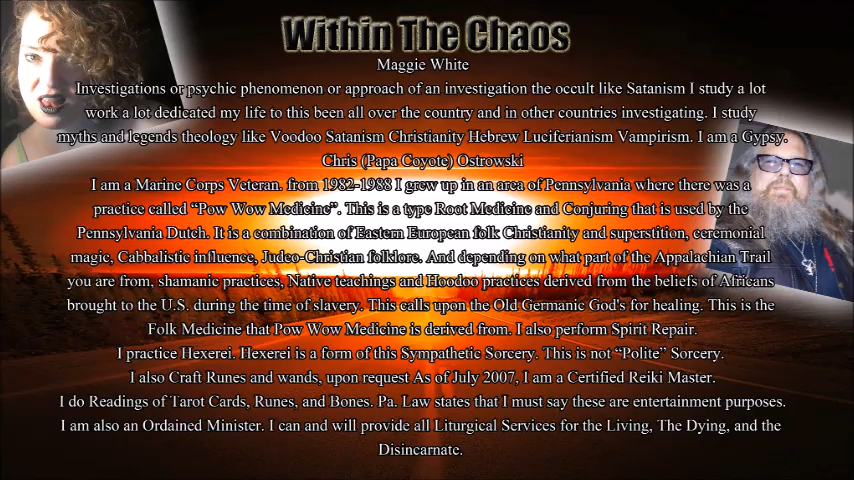 Within The Chaos
Maggie White
Investigations or psychic phenomenon or approach of an investigation the occult like Satanism I study a lot
work a lot dedicated my life to this been all over the country and in other countries investigating. I study
myths and legends theology like Voodoo Satanism Christianity Hebrew Luciferianism Vampirism. I am a Gypsy.
Chris (Papa Coyote) Ostrowski
I am a Marine Corps Veteran. from 1982-1988 I grew up in an area of Pennsylvania where there was a
practice called “Pow Wow Medicine”. This is a type Root Medicine and Conjuring that is used by the
Pennsylvania Dutch. It is a combination of Eastern European folk Christianity and superstition, ceremonial
magic, Cabbalistic influence, Judeo-Christian folklore. And depending on what part of the Appalachian Trail
you are from, shamanic practices, Native teachings and Hoodoo practices derived from the beliefs of Africans
brought to the U.S. during the time of slavery. This calls upon the Old Germanic God's for healing. This is the
Folk Medicine that Pow Wow Medicine is derived from. I also perform Spirit Repair.
I practice Hexerei. Hexerei is a form of this Sympathetic Sorcery. This is not “Polite” Sorcery.
I also Craft Runes and wands, upon request As of July 2007, I am a Certified Reiki Master.
I do Readings of Tarot Cards, Runes, and Bones. Pa. Law states that I must say these are entertainment purposes.
I am also an Ordained Minister. I can and will provide all Liturgical Services for the Living, The Dying, and the
Disincarnate.